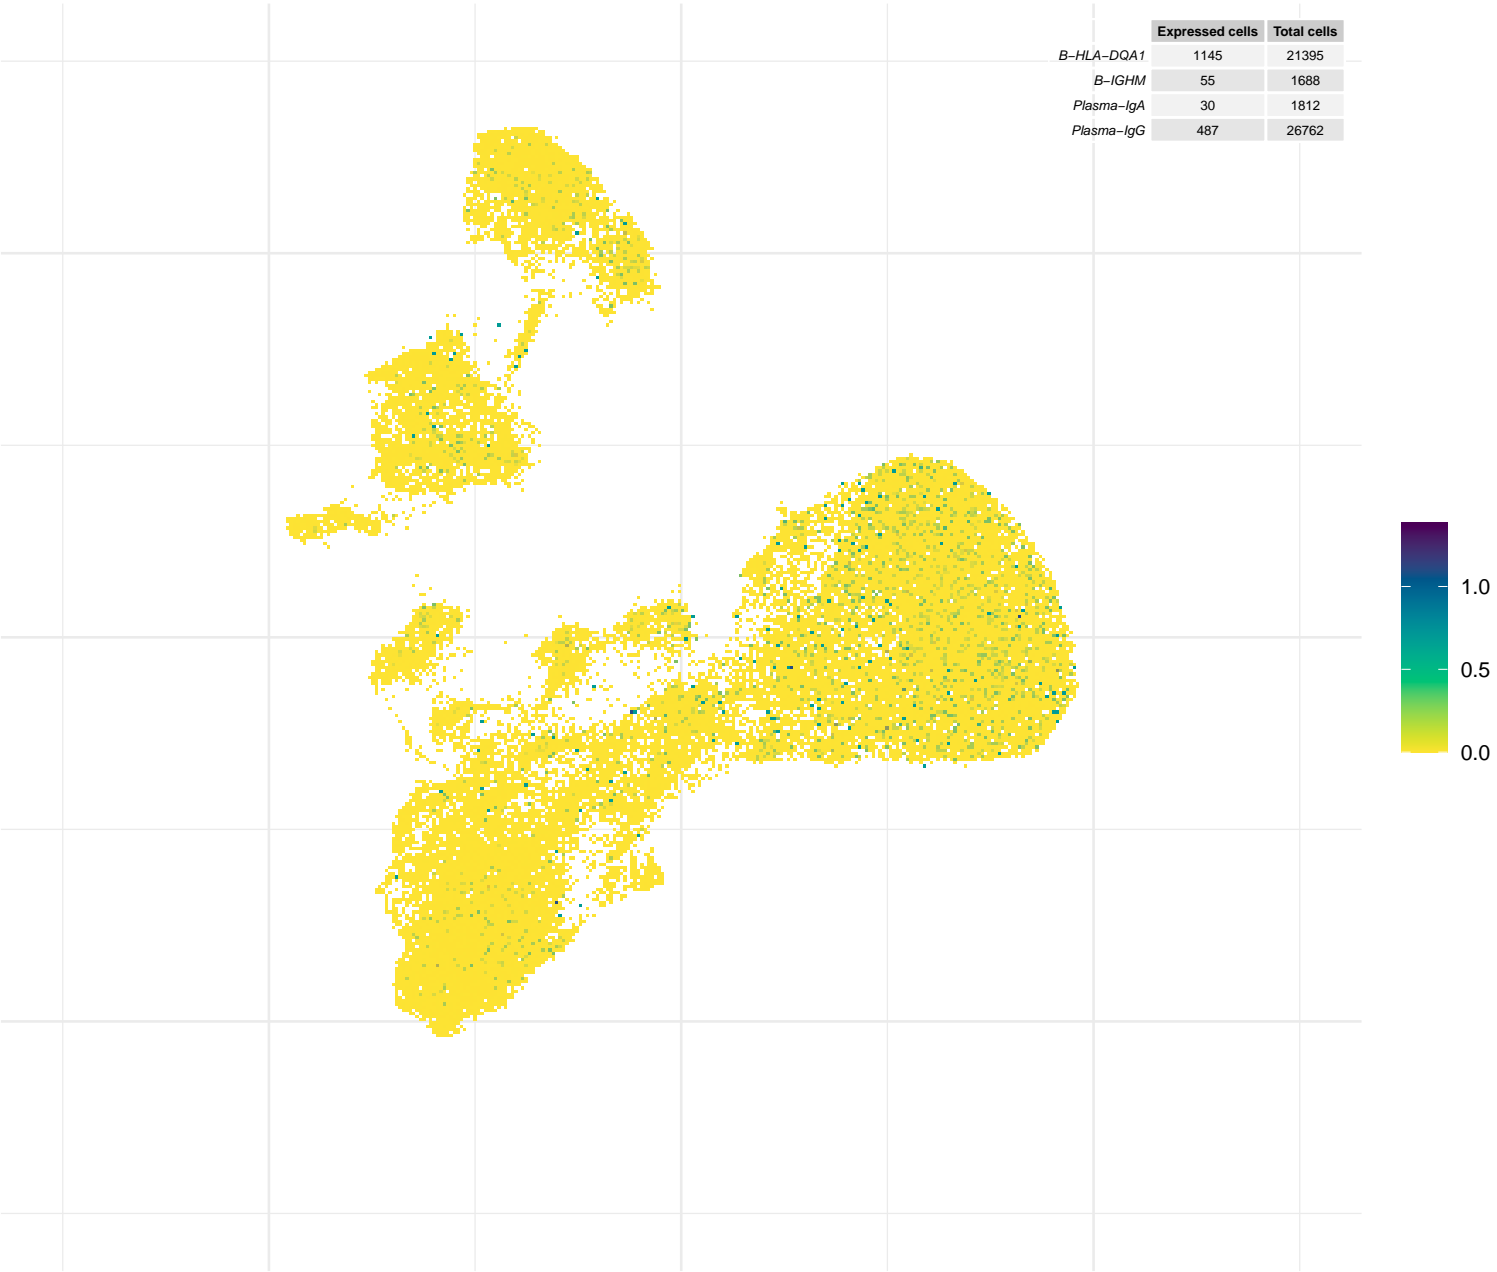 Expressed cells Total cells
B−HLA−DQA1 1145 21395
B−IGHM 55 1688
Plasma−IgA 30 1812
Plasma−IgG 487 26762
1.0
0.5
0.0